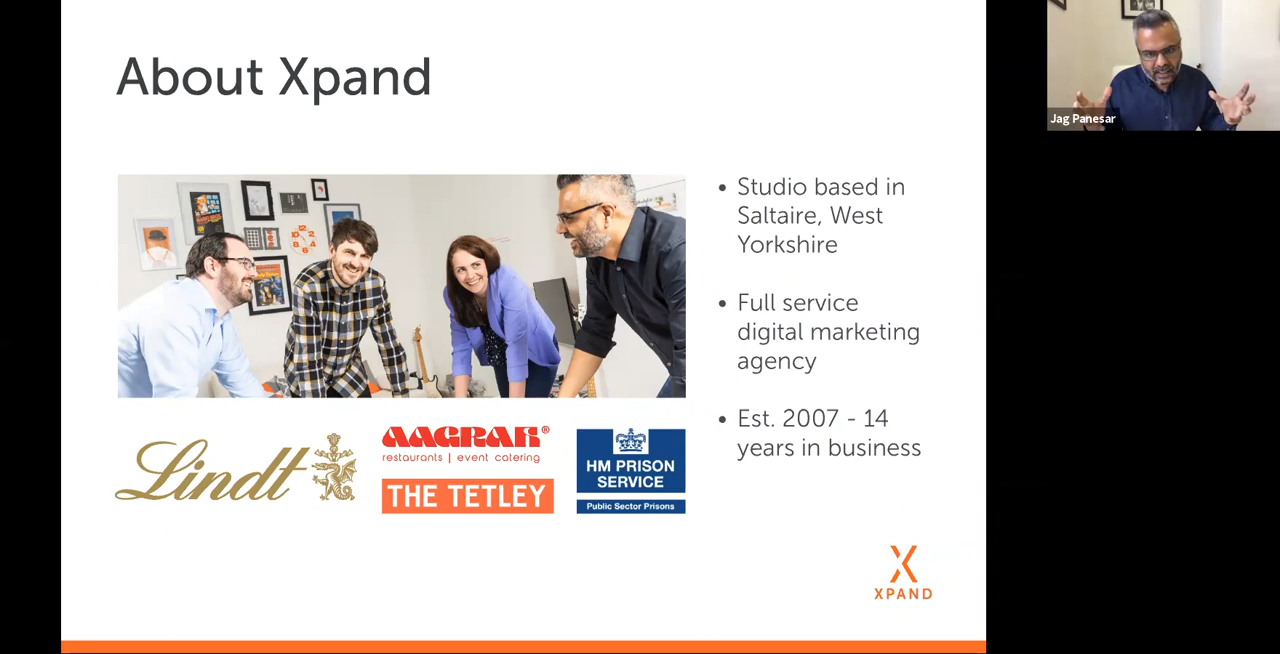 About Xpand
Jag Panesar
• Studio based in
Saltaire, West
Yorkshire
• Full service
digital marketing
agency
• Est. 2007 - 14
years in business
Lindt
AAGRAH®
restaurants | event catering
THE TETLEY
HM PRISON
SERVICE
Public Sector Prisons
XPAND